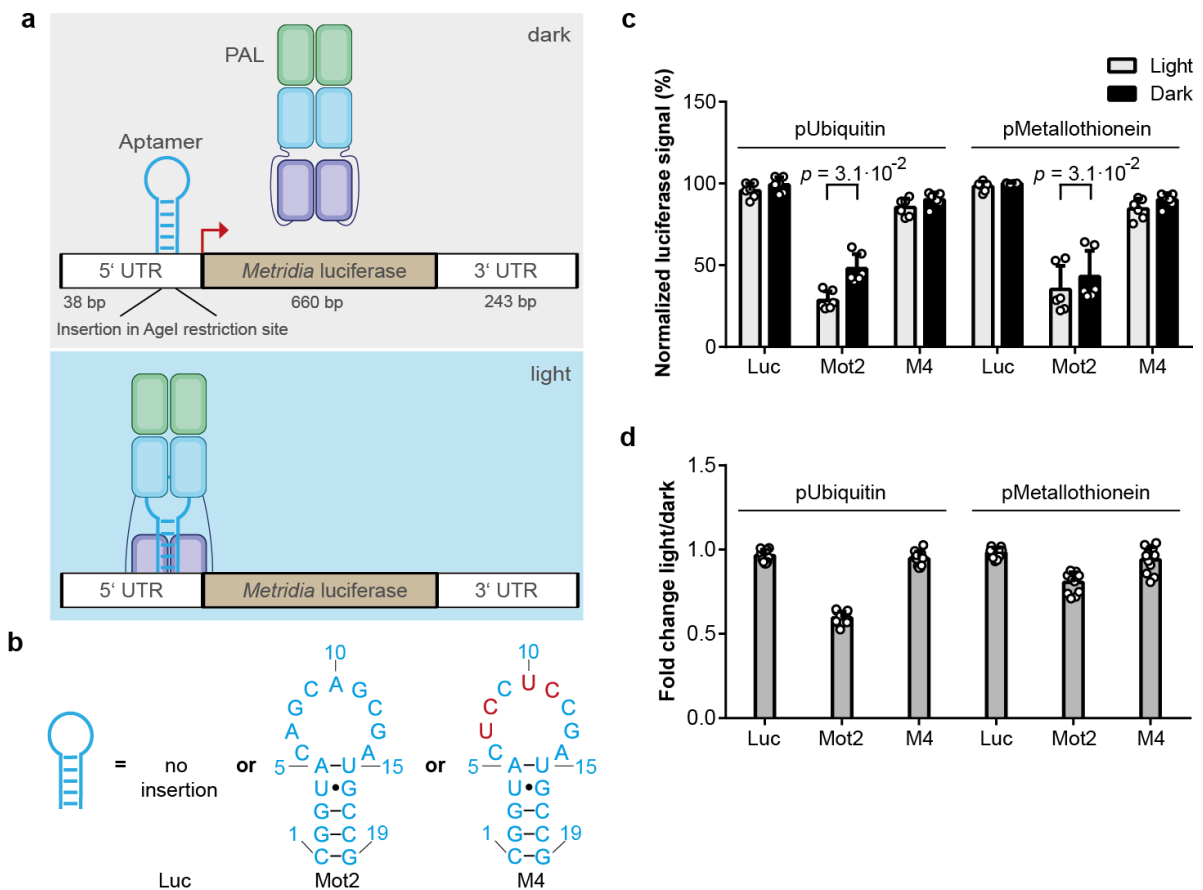 a
dark
PAL
Aptamer
5‘ UTR
Metridia luciferase
3‘ UTR
38 bp
660 bp
243 bp
Insertion in AgeI restriction site
light
5‘ UTR
Metridia luciferase
3‘ UTR
b
=
no
insertion
or
or
Luc
10
A
C G
A C
G G
A A
C
5 A U 15
U • G
G C
G C
1 C G 19
Mot2
10
U
C C
C C
U G
C A
5 A U 15
U • G
G C
G C
1 C G 19
M4
c
Light
Dark
Normalized luciferase signal (%)
150
100
50
0
pUbiquitin
pMetallothionein
p = 3.1·10-2
p = 3.1·10-2
Luc Mot2 M4 Luc Mot2 M4
d
Fold change light/dark
1.5
1.0
0.5
0.0
pUbiquitin
pMetallothionein
Luc Mot2 M4 Luc Mot2 M4